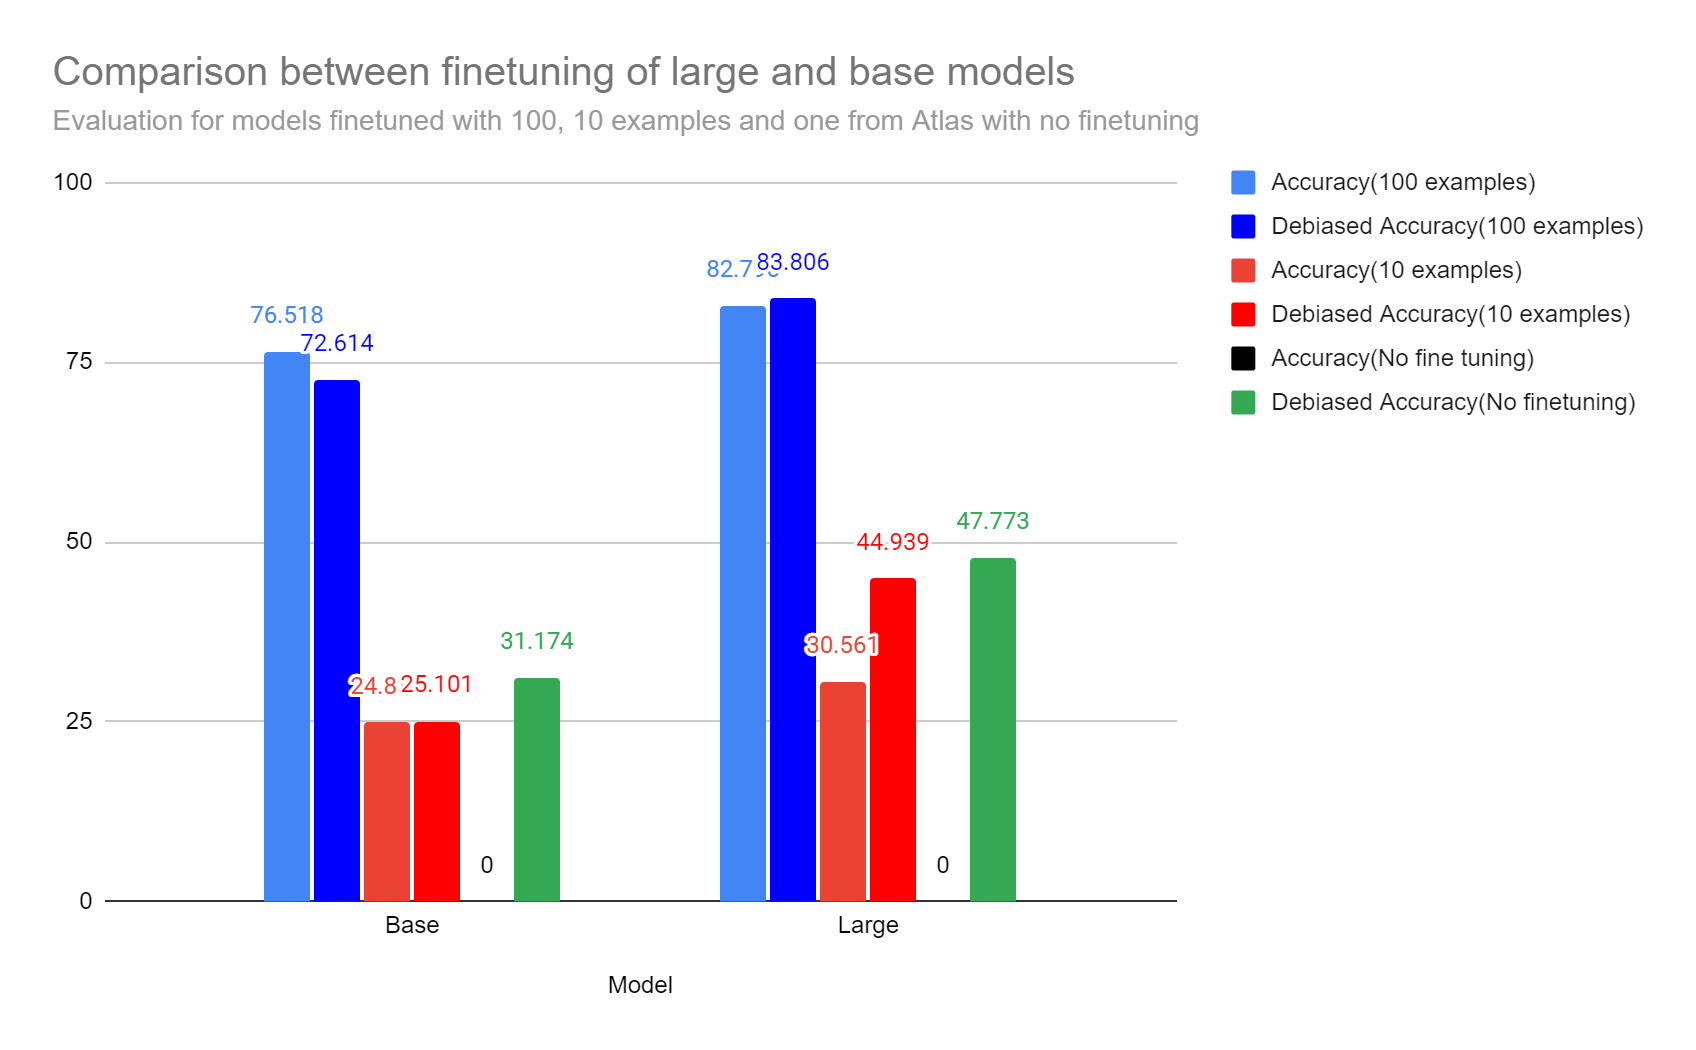 Comparison between finetuning of large and base models
Evaluation for models finetuned with 100, 10 examples and one from Atlas with no finetuning
100
75
50
25
0
76.518
72.614
25.101
0
31.174
83.806
30.561
44.939
0
47.773
Base
Large
Model
Accuracy(100 examples)
Debiased Accuracy(100 examples)
Accuracy(10 examples)
Debiased Accuracy(10 examples)
Accuracy(No fine tuning)
Debiased Accuracy(No finetuning)